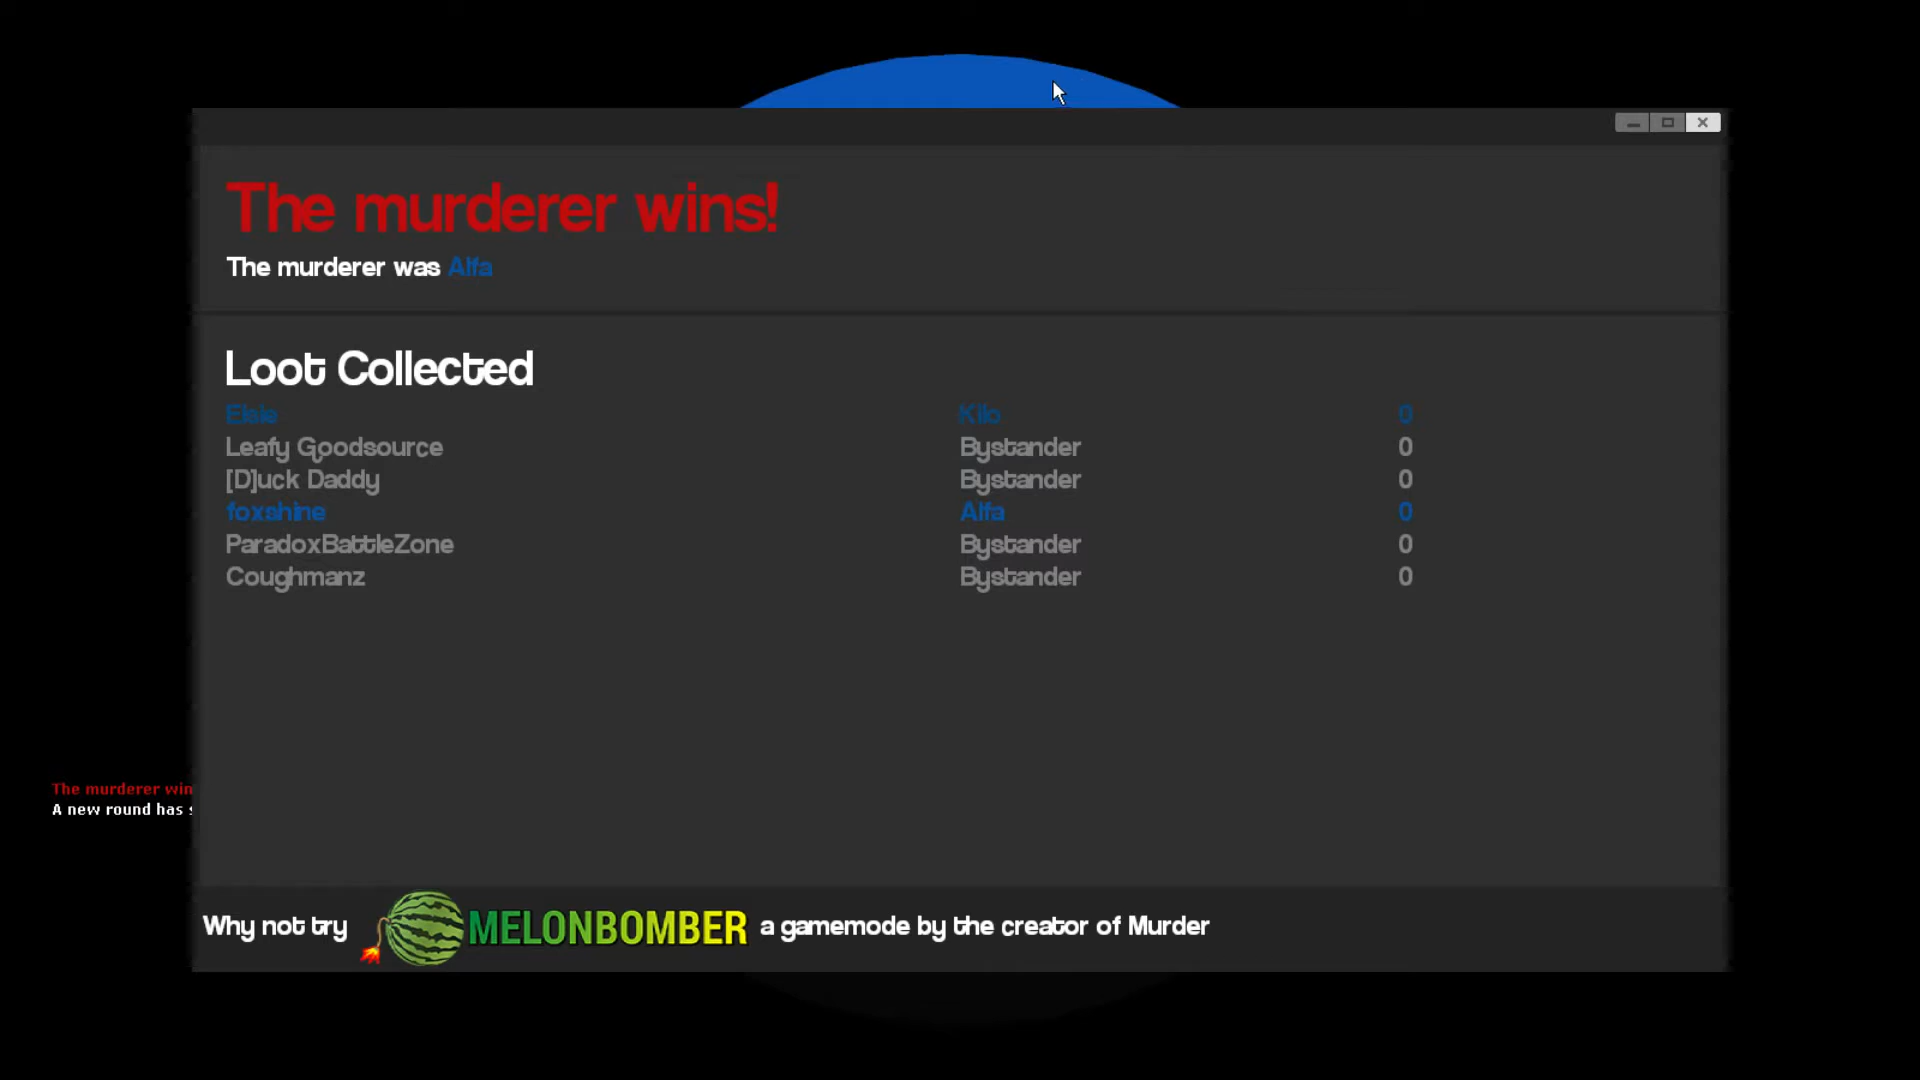 The murderer wins!
The murderer was Alfa
Loot Collected
Elsie Kilo 0
Leafy Goodsource Bystander 0
[D]uck Daddy Bystander 0
foxshine Alfa 0
ParadoxBattleZone Bystander 0
Coughmanz Bystander 0
The murderer win
A new round has
Why not try MELONBOMBER a gamemode by the creator of Murder